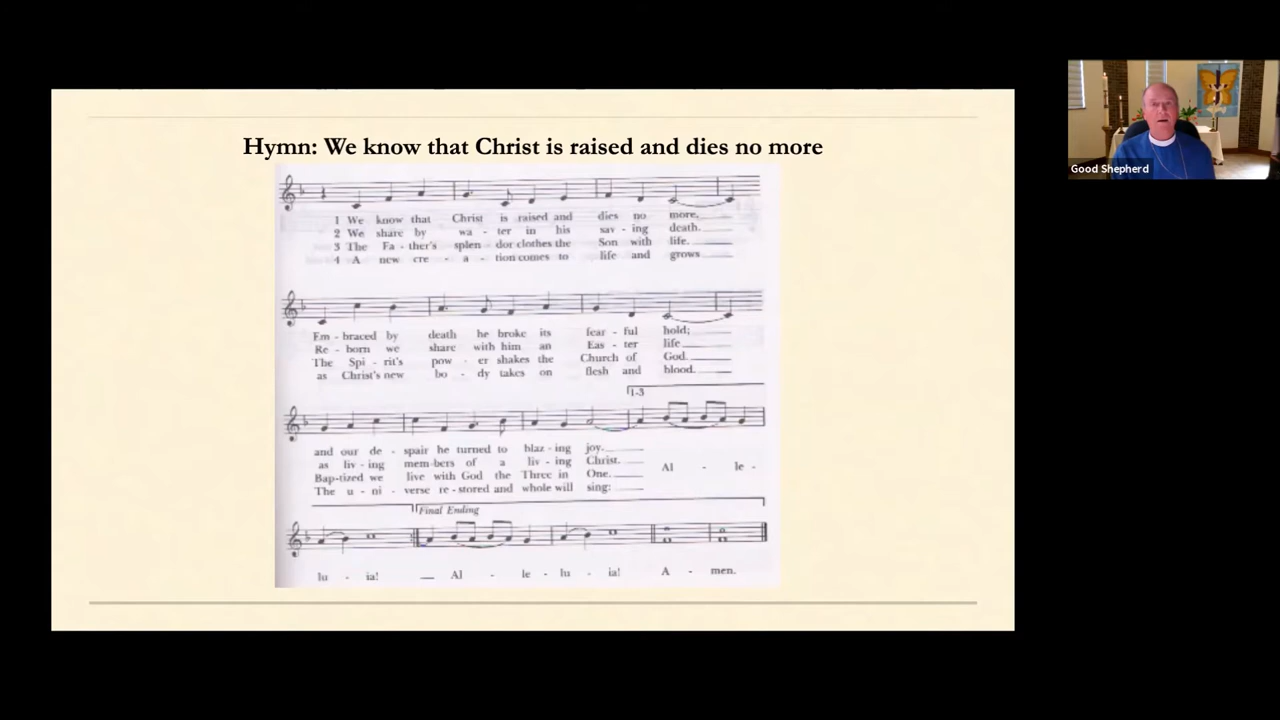 Hymn: We know that Christ is raised and dies no more
1 We know that Christ is raised and dies no more,
2 We share by wa - ter in his sav - ing death.
3 The Fa - ther's splen - dor clothes the Son with life.
4 A new cre - a - tion comes to life and grows
Em - braced by death he broke its fear - ful hold;
Re - born we share with him an Eas - ter life
The Spi - rit's pow - er shakes the Church of God.
as Christ's new bo - dy takes on flesh and blood.
1-3
and our de - spair he turned to blaz - ing joy.
as liv - ing mem - bers of a liv - ing Christ.
Al - le -
Bap - tized we live with God the Three in One.
The u - ni - verse re - stored and whole will sing:
Final Ending
lu - ia! Al - le - lu - ia! A - men.
Good Shepherd